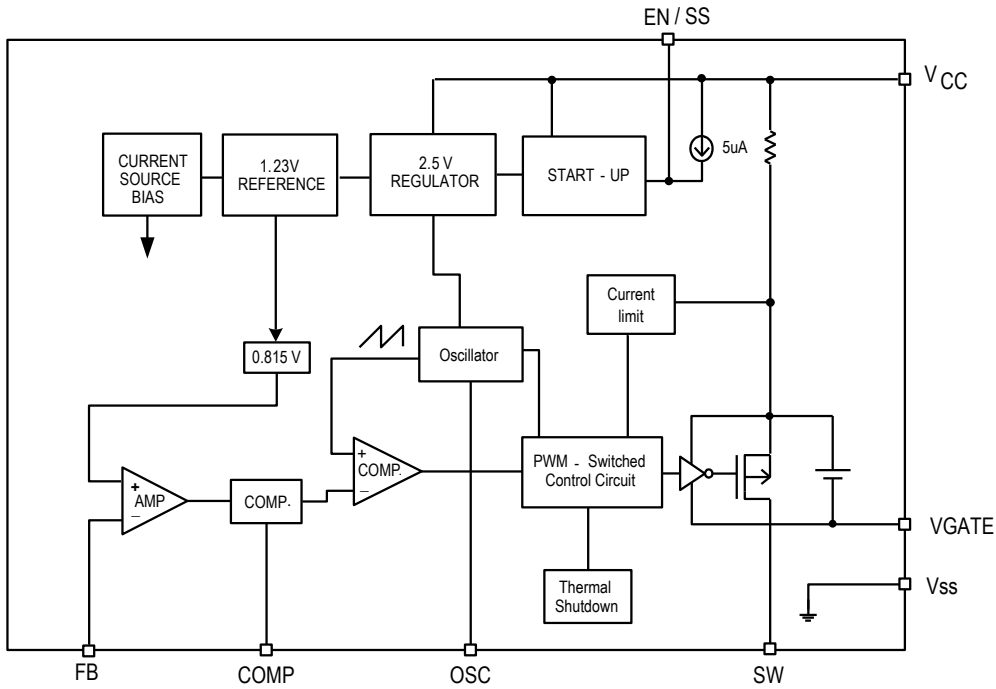 EN / SS
V CC
CURRENT
SOURCE
BIAS
1.23V
REFERENCE
2.5 V
REGULATOR
START - UP
5uA
Current
limit
0.815 V
Oscillator
+
COMP.
−
PWM - Switched
Control Circuit
+
AMP
−
COMP.
VGATE
Thermal
Shutdown
Vss
FB
COMP
OSC
SW